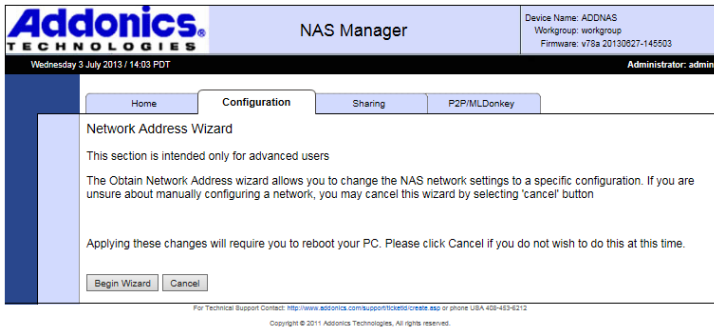 Addonics®
TECHNOLOGIES
NAS Manager
Device Name: ADDNAS
Workgroup: workgroup
Firmware: v78a 20130627-145503
Wednesday 3 July 2013 / 14:03 PDT
Administrator: admin
Home
Configuration
Sharing
P2P/MLDonkey
Network Address Wizard
This section is intended only for advanced users
The Obtain Network Address wizard allows you to change the NAS network settings to a specific configuration. If you are
unsure about manually configuring a network, you may cancel this wizard by selecting 'cancel' button
Applying these changes will require you to reboot your PC. Please click Cancel if you do not wish to do this at this time.
Begin Wizard
Cancel
For Technical Support Contact: http://www.addonics.com/support/ticketid/create.asp or phone USA 408-453-6212
Copyright © 2011 Addonics Technologies, All rights reserved.